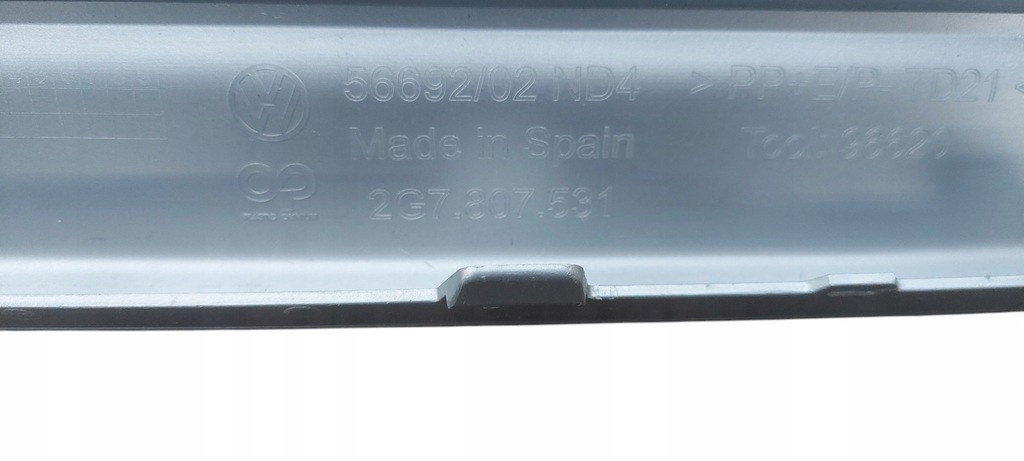 56692/02 ND4 >PP+E/P-TD21<
Made in Spain Tool: 96620
2G7.807.531